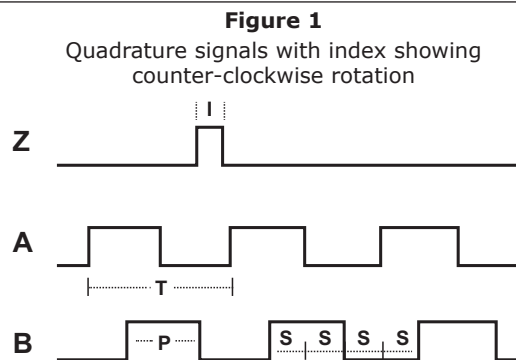 Figure 1
Quadrature signals with index showing
counter-clockwise rotation
I
Z
A
T
B
P
S S S S